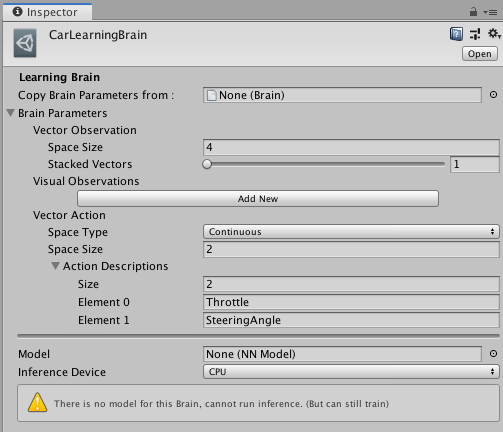 Inspector
CarLearningBrain
Open
Learning Brain
Copy Brain Parameters from : None (Brain)
Brain Parameters
Vector Observation
Space Size 4
Stacked Vectors 1
Visual Observations
Add New
Vector Action
Space Type Continuous
Space Size 2
Action Descriptions
Size 2
Element 0 Throttle
Element 1 SteeringAngle
Model None (NN Model)
Inference Device CPU
There is no model for this Brain, cannot run inference. (But can still train)